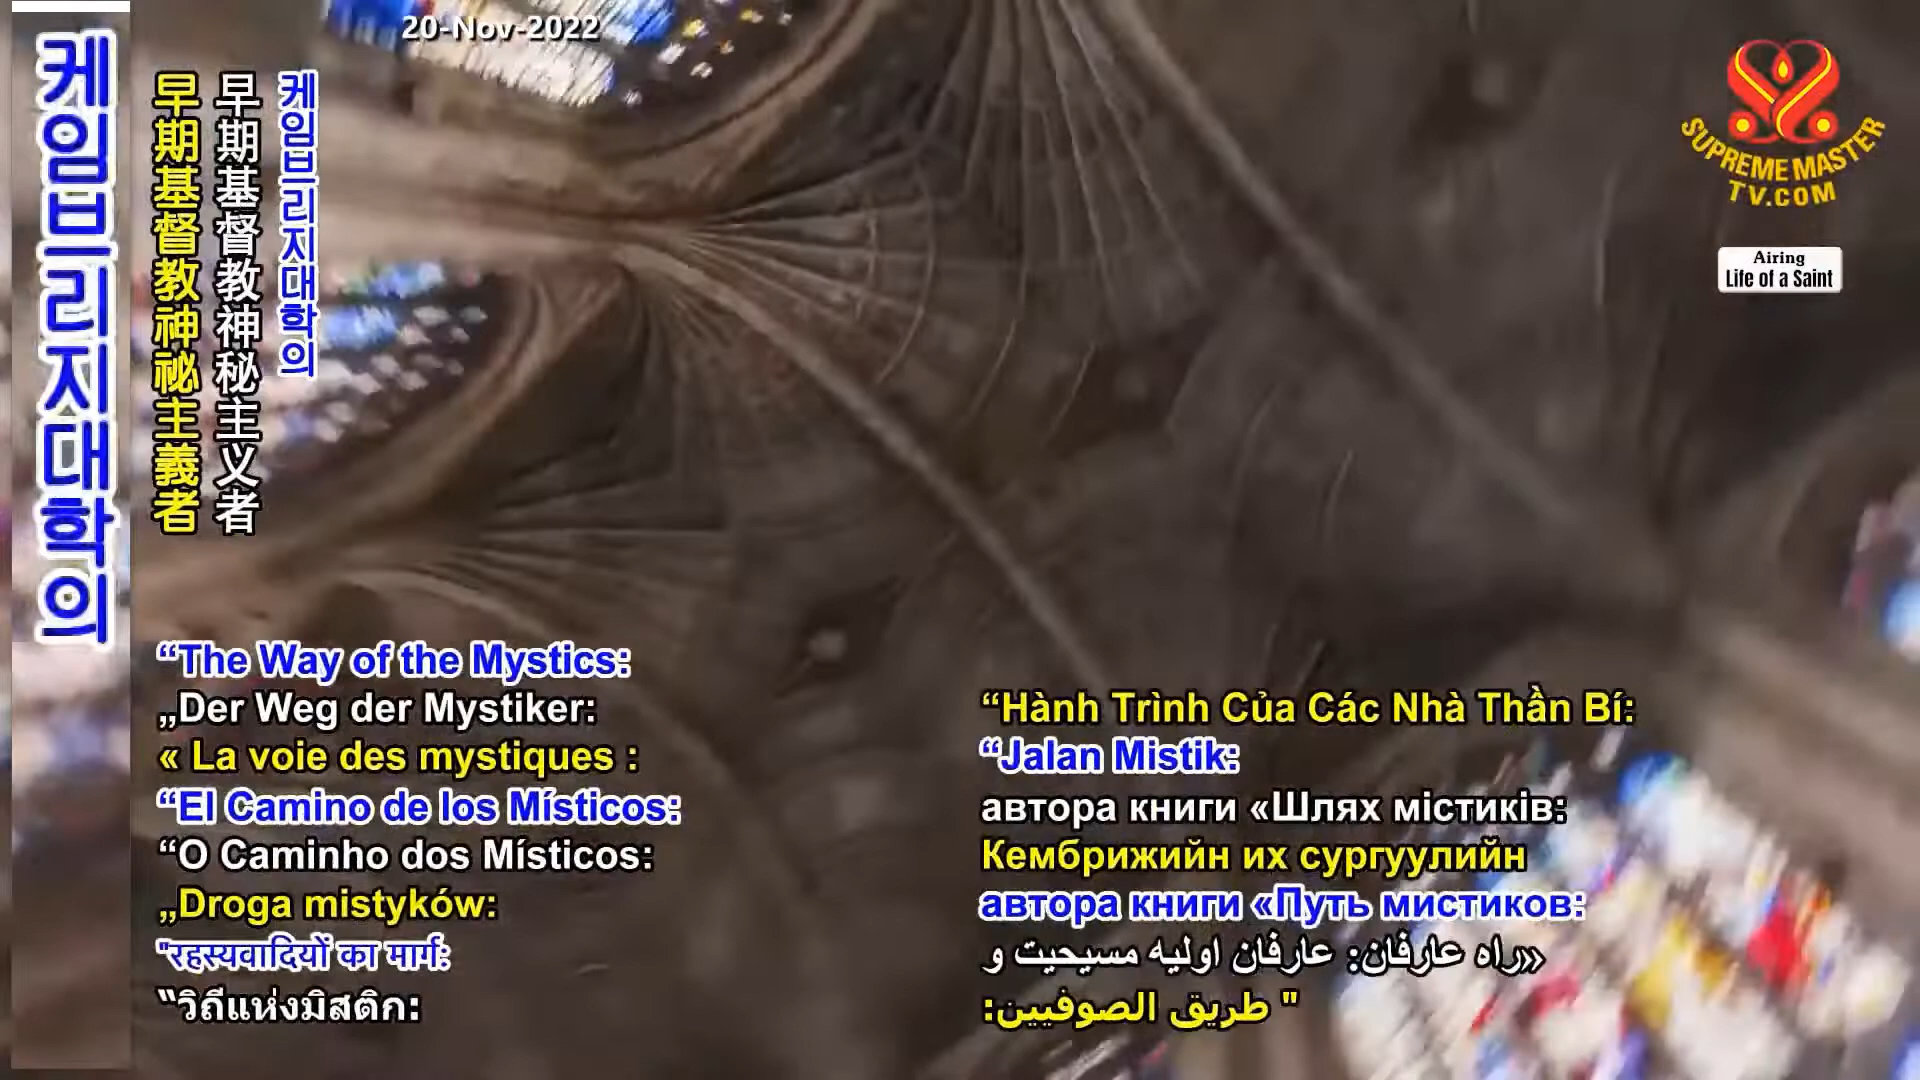 20-Nov-2022
케임브리지대학의
早期基督教神祕主義者
早期基督教神秘主义者
케임브리지대학의
SUPREME MASTER
TV.COM
Airing
Life of a Saint
“The Way of the Mystics:
„Der Weg der Mystiker:
« La voie des mystiques :
“El Camino de los Místicos:
“O Caminho dos Místicos:
„Droga mistyków:
"रहस्यवादियों का मार्ग:
“วิถีแห่งมิสติก:
“Hành Trình Của Các Nhà Thần Bí:
“Jalan Mistik:
автора книги «Шлях містиків:
Кембрижийн их сургуулийн
автора книги «Путь мистиков:
«راه عارفان: عارفان اولیه مسیحیت و
" طريق الصوفيين: